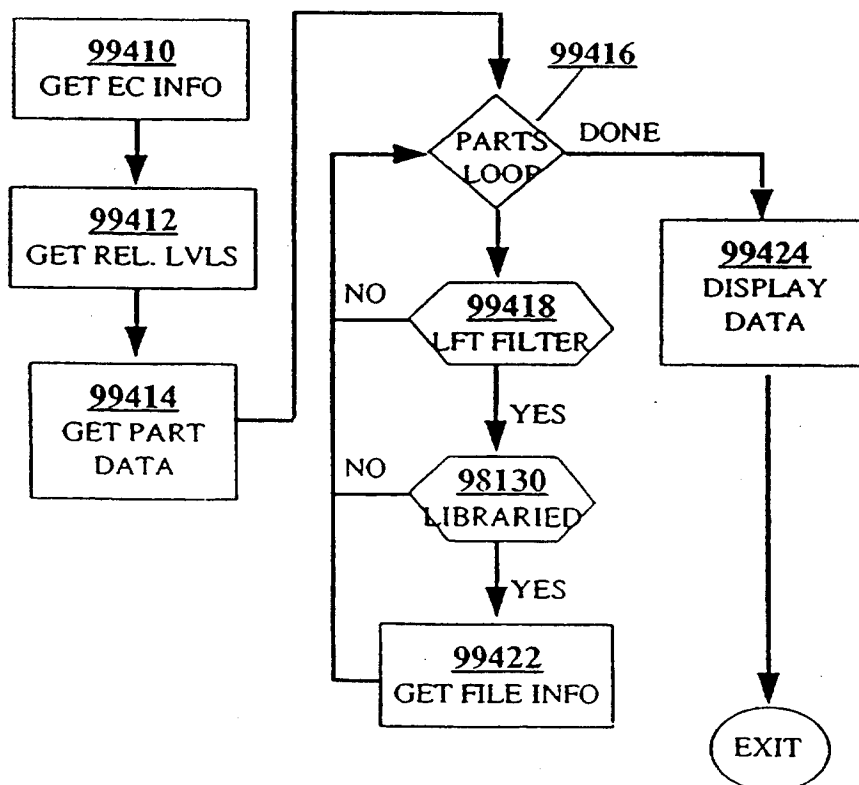 99410
GET EC INFO
99412
GET REL. LVLS
99414
GET PART
DATA
99416
PARTS
LOOP
DONE
99418
LFT FILTER
NO
YES
98130
LIBRARIED
NO
YES
99422
GET FILE INFO
99424
DISPLAY
DATA
EXIT